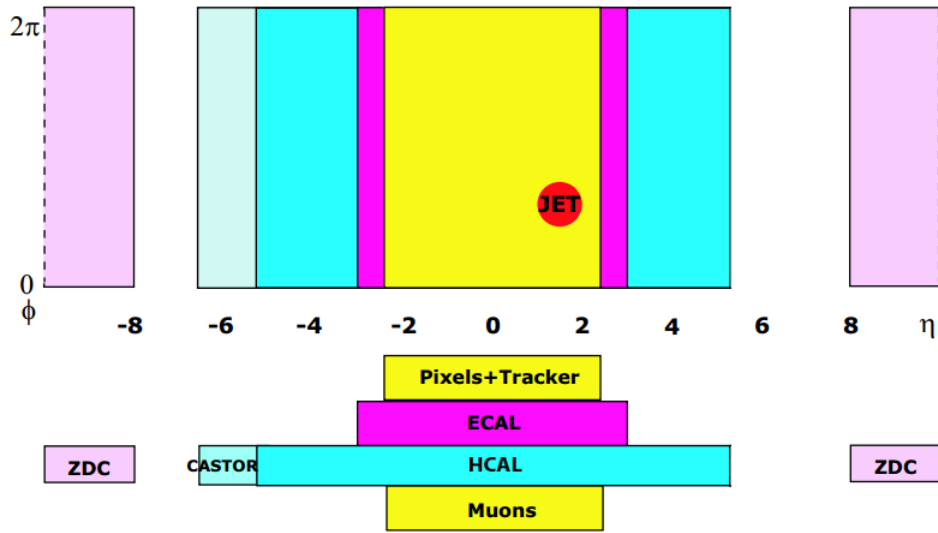 2π
JET
0
ϕ
-8 -6 -4 -2 0 2 4 6 8 η
Pixels+Tracker
ECAL
ZDC CASTOR HCAL ZDC
Muons